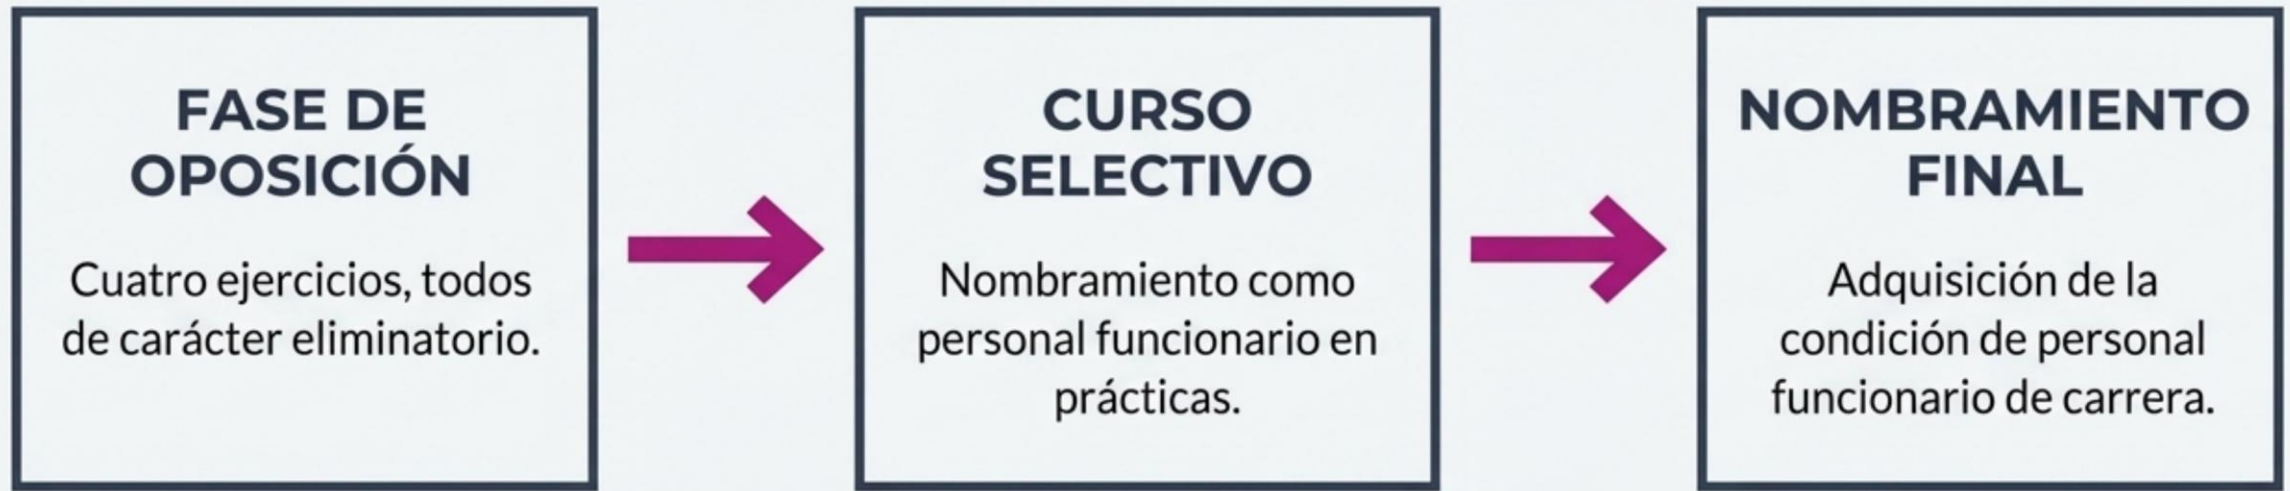 FASE DE
OPOSICIÓN
Cuatro ejercicios, todos
de carácter eliminatorio.
CURSO
SELECTIVO
Nombramiento como
personal funcionario en
prácticas.
NOMBRAMIENTO
FINAL
Adquisición de la
condición de personal
funcionario de carrera.